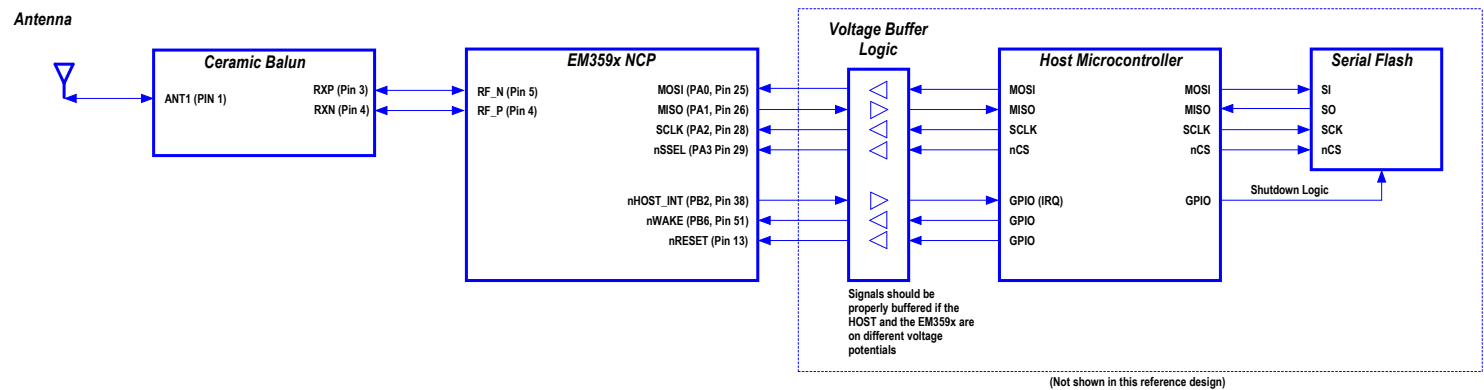 Antenna
ANT1 (PIN 1)
Ceramic Balun
RXP (Pin 3)
RXN (Pin 4)
EM359x NCP
RF_N (Pin 5)
RF_P (Pin 4)
MOSI (PA0, Pin 25)
MISO (PA1, Pin 26)
SCLK (PA2, Pin 28)
nSSEL (PA3 Pin 29)
nHOST_INT (PB2, Pin 38)
nWAKE (PB6, Pin 51)
nRESET (Pin 13)
Voltage Buffer
Logic
Signals should be
properly buffered if the
HOST and the EM359x are
on different voltage
potentials
Host Microcontroller
MOSI
MISO
SCLK
nCS
GPIO (IRQ)
GPIO
GPIO
MOSI
MISO
SCLK
nCS
GPIO
Shutdown Logic
Serial Flash
SI
SO
SCK
nCS
(Not shown in this reference design)